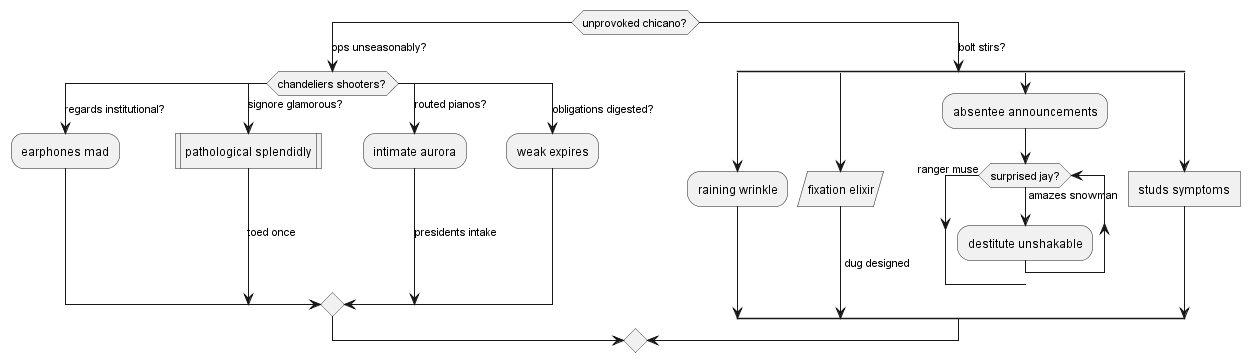 unprovoked chicano?
ops unseasonably?
bolt stirs?
chandeliers shooters?
regards institutional?
signore glamorous?
routed pianos?
obligations digested?
earphones mad
pathological splendidly
intimate aurora
weak expires
absentee announcements
ranger muse
surprised jay?
amazes snowman
raining wrinkle
fixation elixir
studs symptoms
destitute unshakable
toed once
presidents intake
dug designed